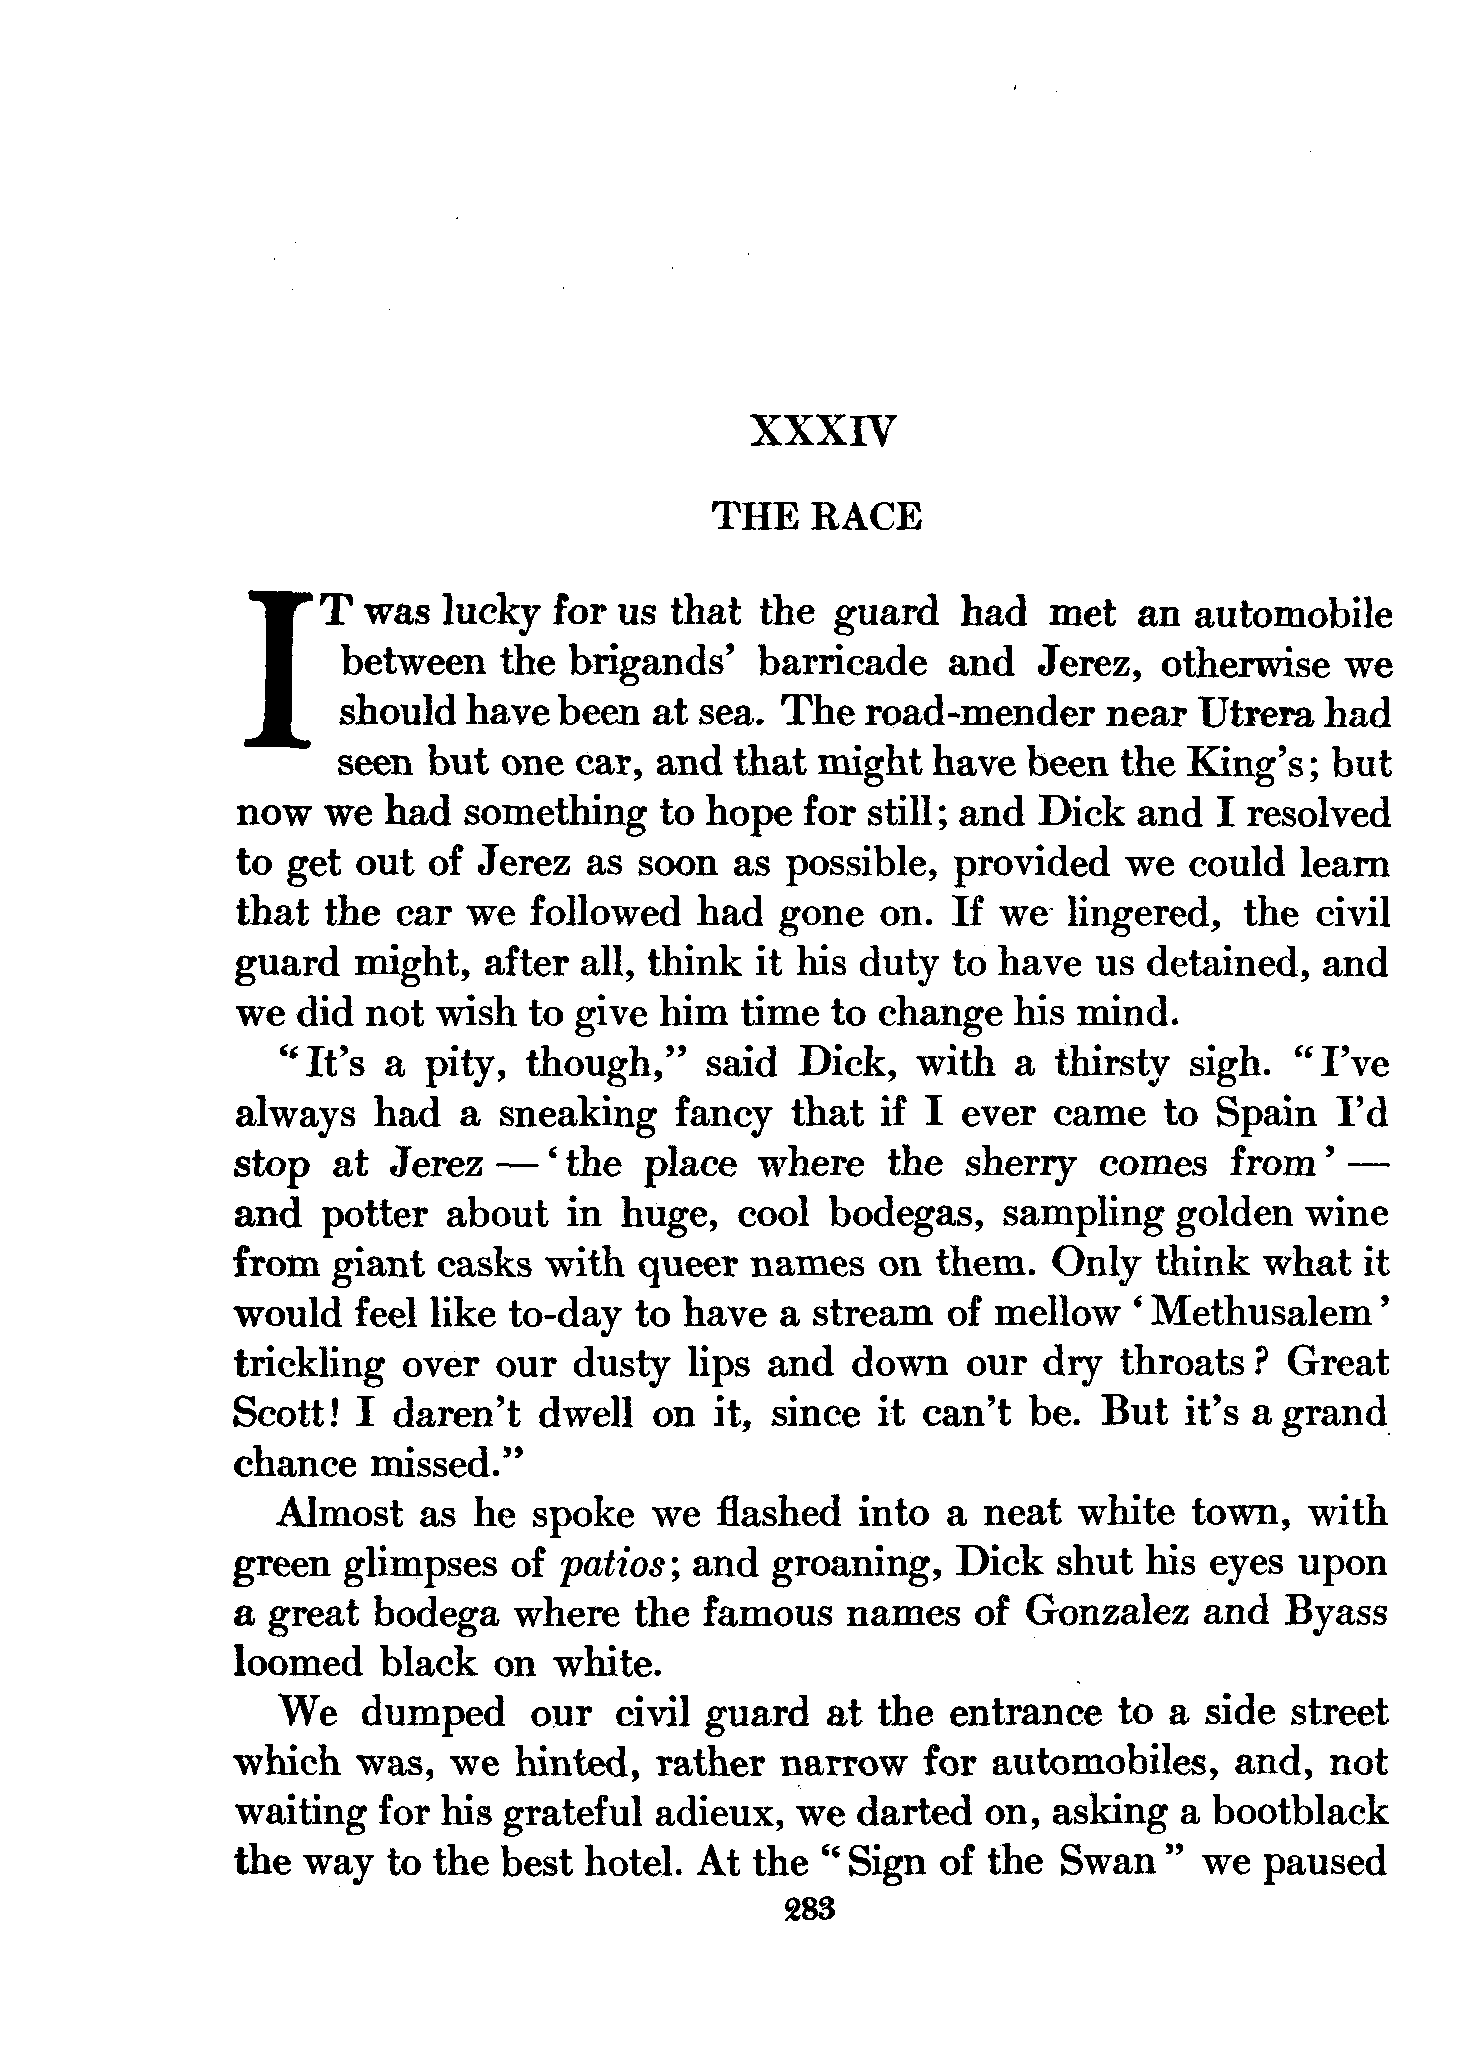 XXXIV
THE RACE
IT was lucky for us that the guard had met an automobile
between the brigands' barricade and Jerez, otherwise we
should have been at sea. The road-mender near Utrera had
seen but one car, and that might have been the King's; but
now we had something to hope for still; and Dick and I resolved
to get out of Jerez as soon as possible, provided we could learn
that the car we followed had gone on. If we lingered, the civil
guard might, after all, think it his duty to have us detained, and
we did not wish to give him time to change his mind.
"It's a pity, though," said Dick, with a thirsty sigh. "I've
always had a sneaking fancy that if I ever came to Spain I'd
stop at Jerez — 'the place where the sherry comes from' —
and potter about in huge, cool bodegas, sampling golden wine
from giant casks with queer names on them. Only think what it
would feel like to-day to have a stream of mellow 'Methusalem'
trickling over our dusty lips and down our dry throats? Great
Scott! I daren't dwell on it, since it can't be. But it's a grand
chance missed."
Almost as he spoke we flashed into a neat white town, with
green glimpses of patios; and groaning, Dick shut his eyes upon
a great bodega where the famous names of Gonzalez and Byass
loomed black on white.
We dumped our civil guard at the entrance to a side street
which was, we hinted, rather narrow for automobiles, and, not
waiting for his grateful adieux, we darted on, asking a bootblack
the way to the best hotel. At the "Sign of the Swan" we paused
283